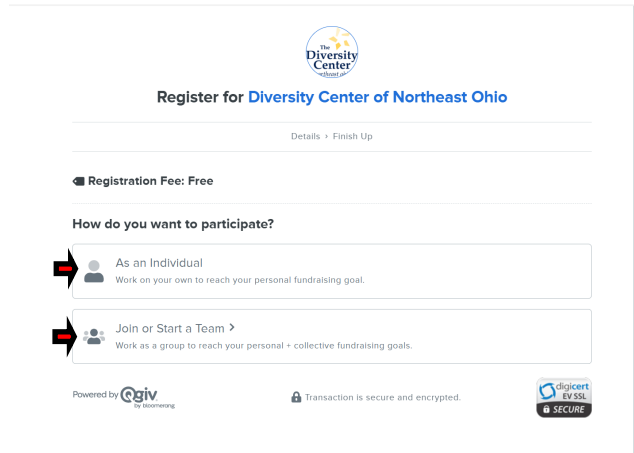 The
Diversity
Center
Register for Diversity Center of Northeast Ohio
Details > Finish Up
Registration Fee: Free
How do you want to participate?
As an Individual
Work on your own to reach your personal fundraising goal.
Join or Start a Team >
Work as a group to reach your personal + collective fundraising goals.
Powered by Qgiv
by bloomerang
Transaction is secure and encrypted.
digicert
EV SSL
SECURE